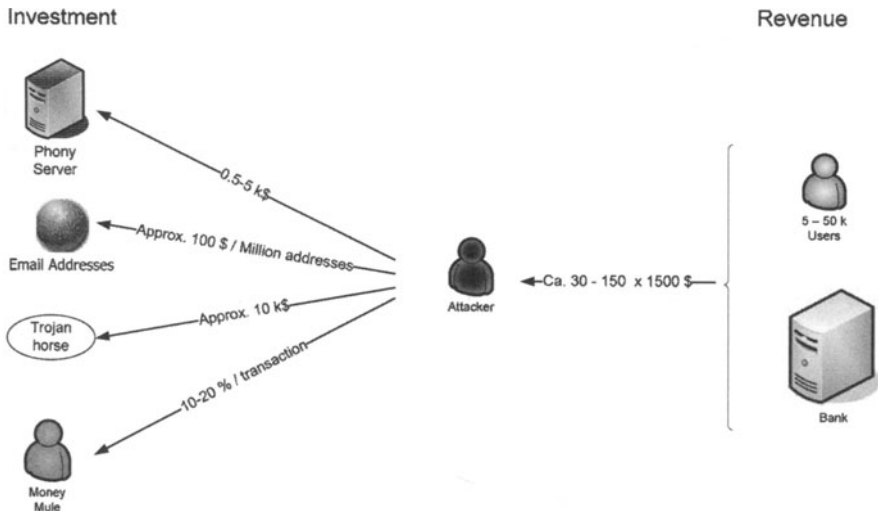 Investment
Revenue
Phony
Server
0.5-5 k$
Email Addresses
Approx. 100 $ / Million addresses
Trojan
horse
Approx. 10 k$
10-20 % / transaction
Money
Mule
Attacker
Ca. 30 - 150 x 1500 $
5 – 50 k
Users
Bank